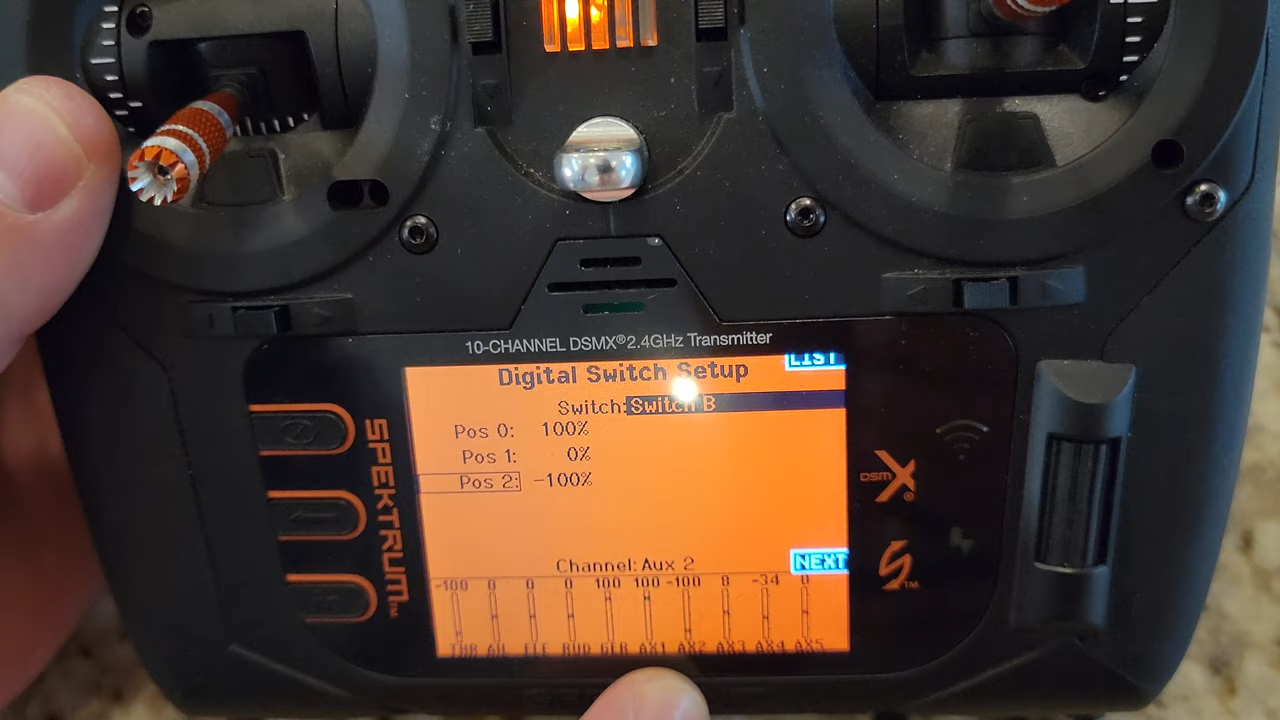 10-CHANNEL DSMX®2.4GHz Transmitter
LIST
Digital Switch Setup
Switch: Switch B
Pos 0: 100%
Pos 1: 0%
Pos 2: -100%
Channel: Aux 2
NEXT
-100 0 0 0 100 100 -100 8 -34 0
THR AIL ELE RUD GER AX1 AX2 AX3 AX4 AX5
SPEKTRUM™
DSMX®